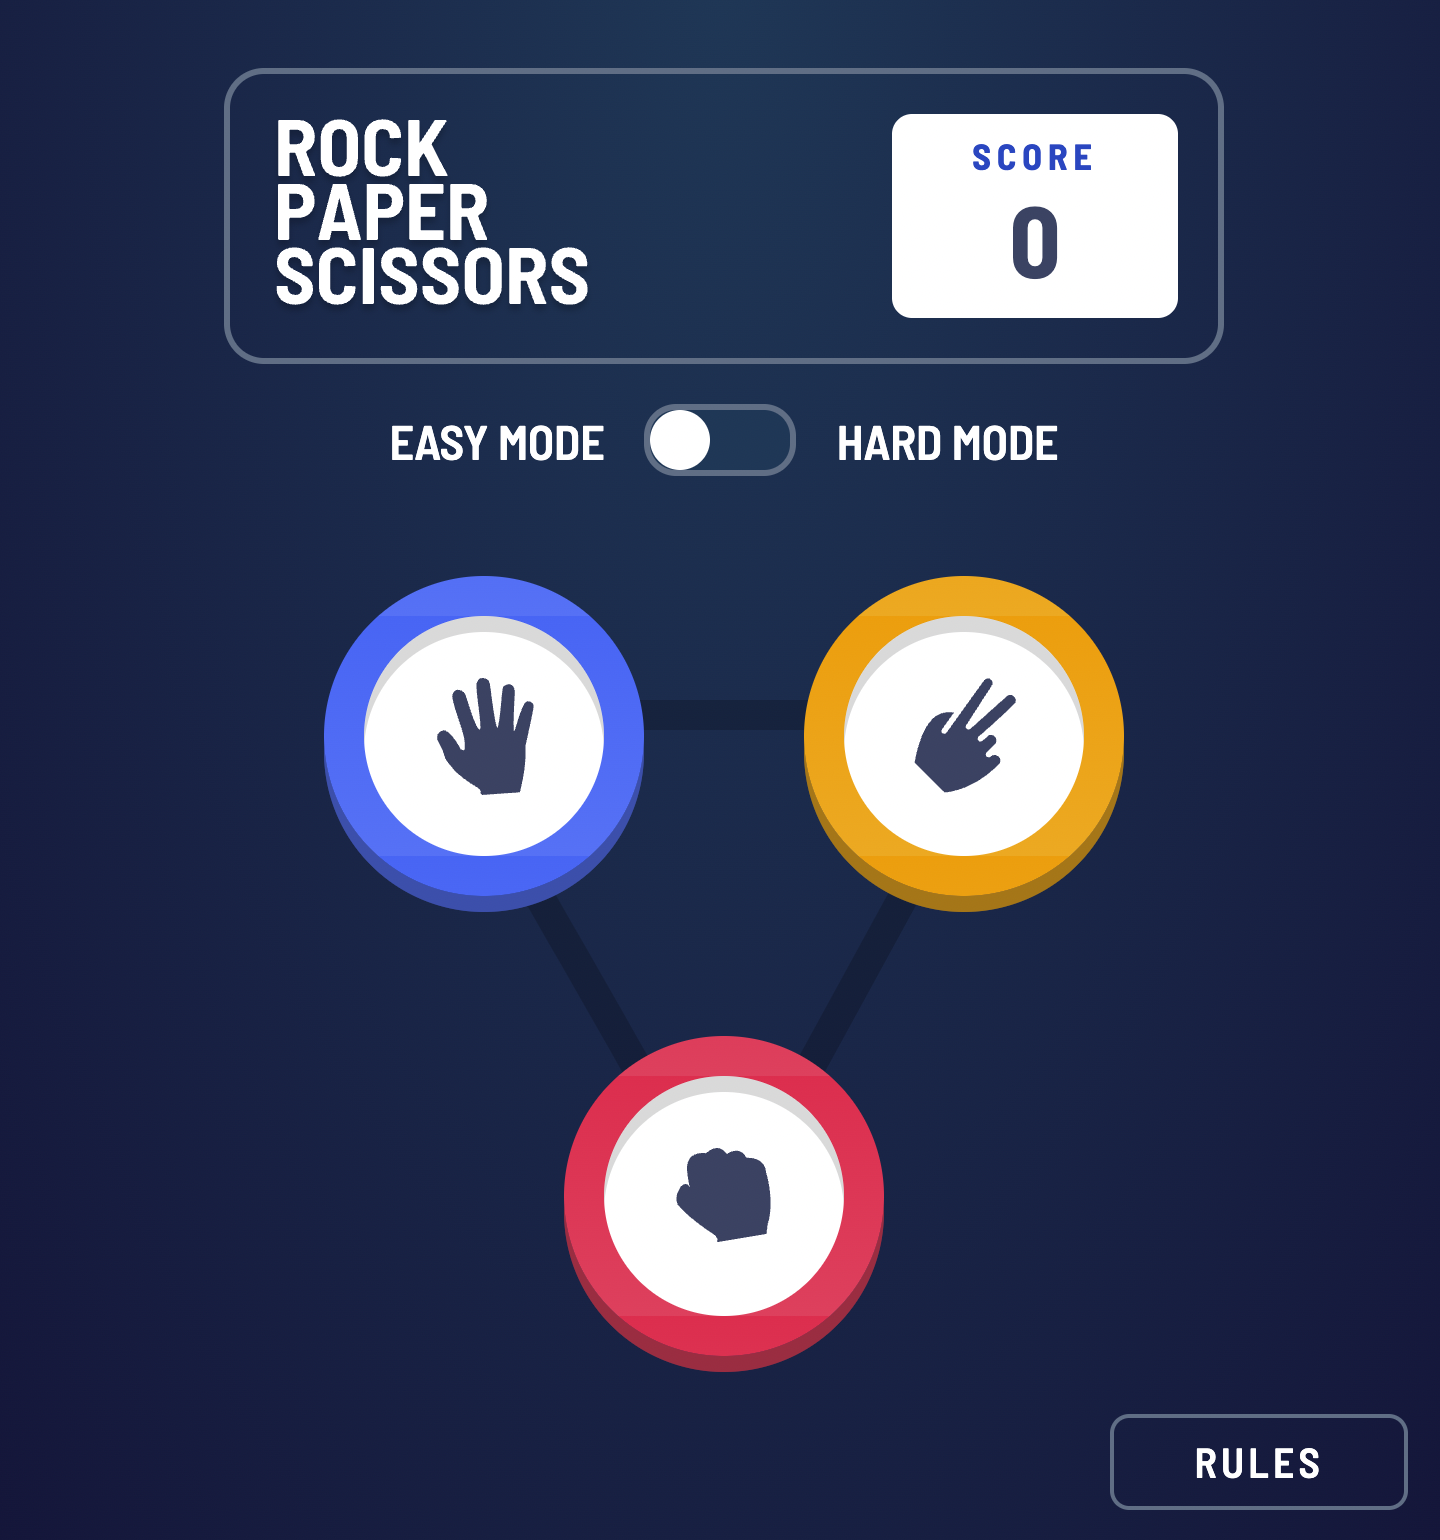 ROCK
PAPER
SCISSORS
SCORE
0
EASY MODE
HARD MODE
RULES